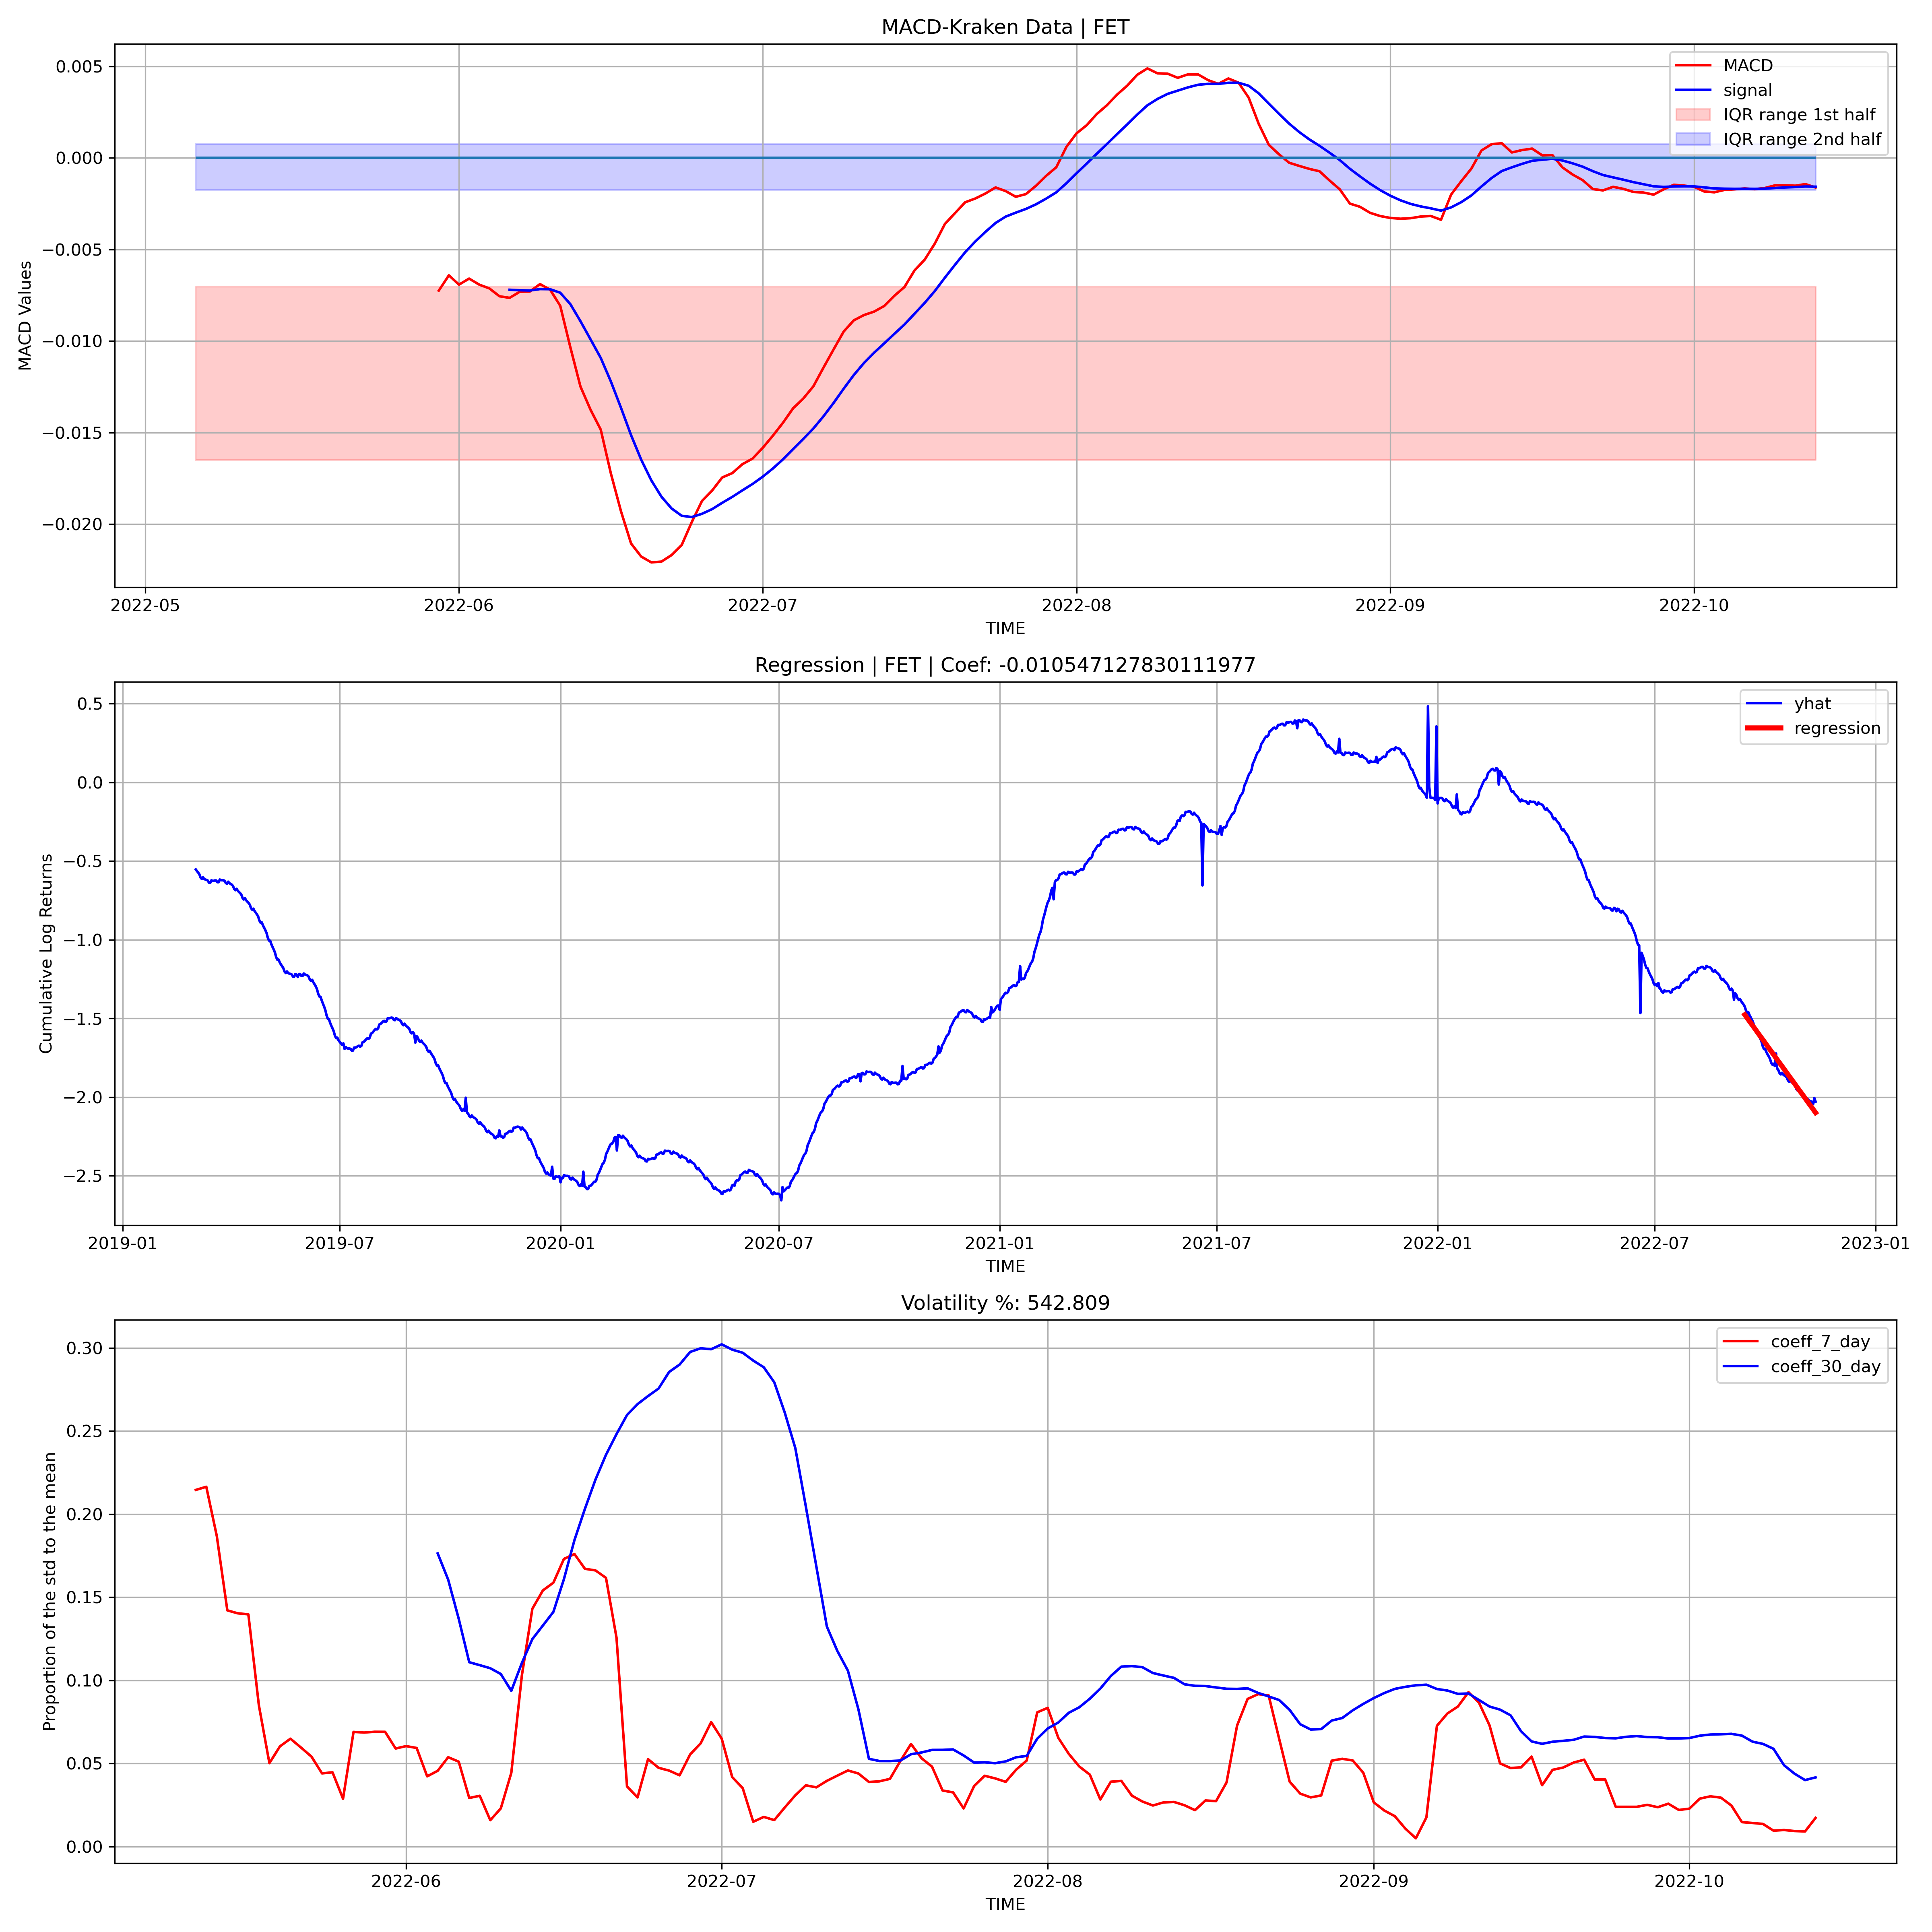 MACD-Kraken Data | FET
MACD Values
0.005
0.000
−0.005
−0.010
−0.015
−0.020
MACD
signal
IQR range 1st half
IQR range 2nd half
2022-05
2022-06
2022-07
2022-08
2022-09
2022-10
TIME
Regression | FET | Coef: -0.010547127830111977
Cumulative Log Returns
0.5
0.0
−0.5
−1.0
−1.5
−2.0
−2.5
yhat
regression
2019-01
2019-07
2020-01
2020-07
2021-01
2021-07
2022-01
2022-07
2023-01
TIME
Volatility %: 542.809
Proportion of the std to the mean
0.30
0.25
0.20
0.15
0.10
0.05
0.00
coeff_7_day
coeff_30_day
2022-06
2022-07
2022-08
2022-09
2022-10
TIME